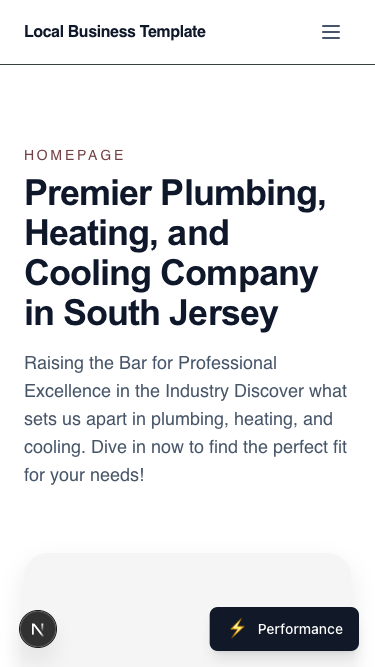 Local Business Template
HOMEPAGE
Premier Plumbing,
Heating, and
Cooling Company
in South Jersey
Raising the Bar for Professional
Excellence in the Industry Discover what
sets us apart in plumbing, heating, and
cooling. Dive in now to find the perfect fit
for your needs!
N
⚡ Performance